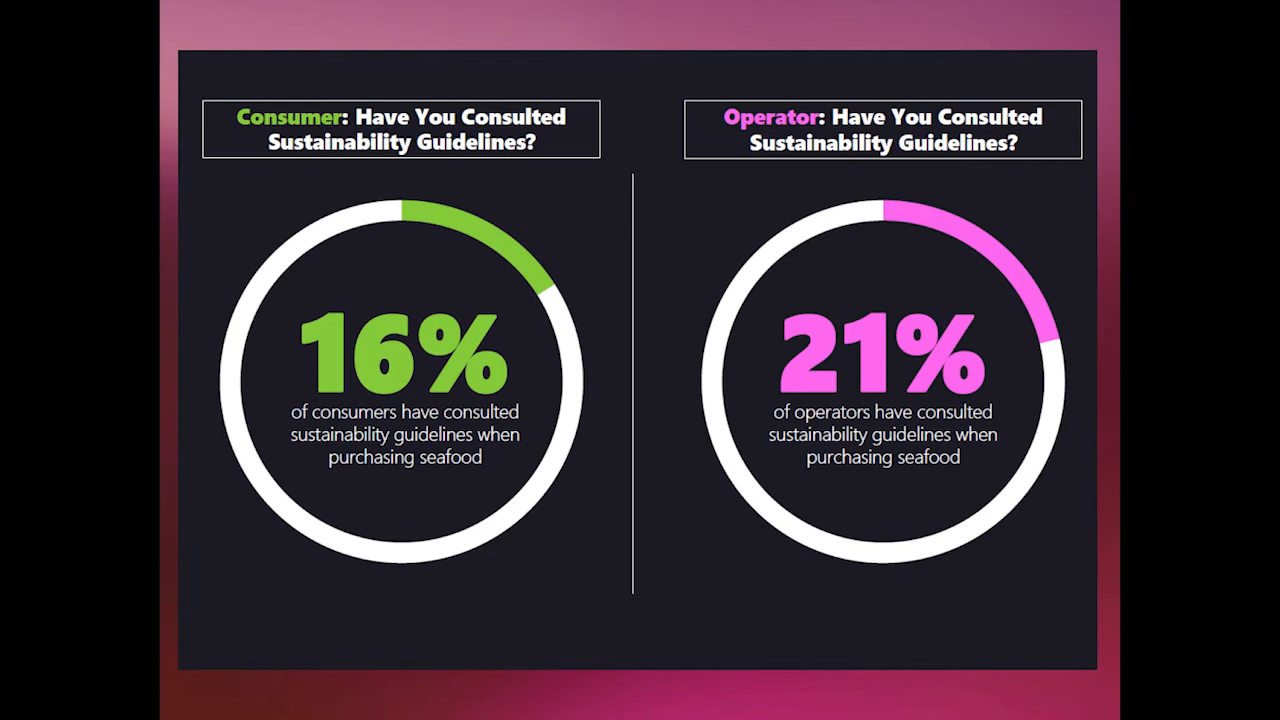 Consumer: Have You Consulted
Sustainability Guidelines?
16%
of consumers have consulted
sustainability guidelines when
purchasing seafood
Operator: Have You Consulted
Sustainability Guidelines?
21%
of operators have consulted
sustainability guidelines when
purchasing seafood